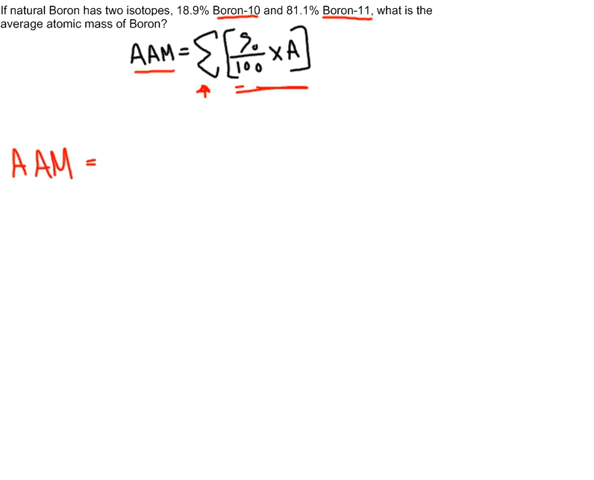 If natural Boron has two isotopes, 18.9% Boron-10 and 81.1% Boron-11, what is the
average atomic mass of Boron?
AAM = Σ[%/100 × A]
AAM =